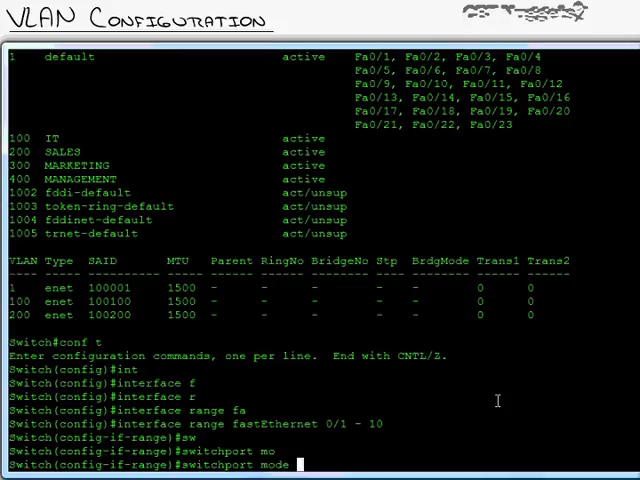 VLAN CONFIGURATION
1 default active Fa0/1, Fa0/2, Fa0/3, Fa0/4
Fa0/5, Fa0/6, Fa0/7, Fa0/8
Fa0/9, Fa0/10, Fa0/11, Fa0/12
Fa0/13, Fa0/14, Fa0/15, Fa0/16
Fa0/17, Fa0/18, Fa0/19, Fa0/20
Fa0/21, Fa0/22, Fa0/23
100 IT active
200 SALES active
300 MARKETING active
400 MANAGEMENT active
1002 fddi-default act/unsup
1003 token-ring-default act/unsup
1004 fddinet-default act/unsup
1005 trnet-default act/unsup
VLAN Type SAID MTU Parent RingNo BridgeNo Stp BrdgMode Trans1 Trans2
---- ----- ---------- ----- ------ ------ -------- ---- -------- ------ ------
1 enet 100001 1500 - - - - - 0 0
100 enet 100100 1500 - - - - - 0 0
200 enet 100200 1500 - - - - - 0 0
Switch#conf t
Enter configuration commands, one per line. End with CNTL/Z.
Switch(config)#int
Switch(config)#interface f
Switch(config)#interface r
Switch(config)#interface range fa
Switch(config)#interface range fastEthernet 0/1 - 10
Switch(config-if-range)#sw
Switch(config-if-range)#switchport mo
Switch(config-if-range)#switchport mode